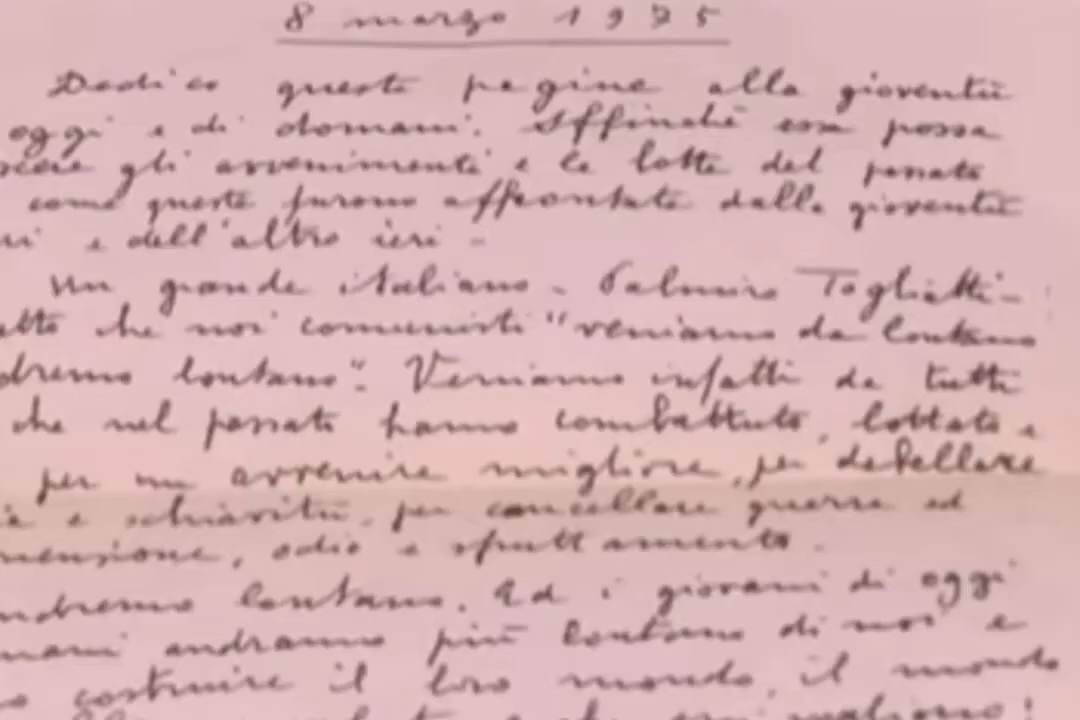 8 marzo 1975
Dedico queste pagine alla gioventù
oggi e di domani. Affinché essa possa
gli avvenimenti e le lotte del passato
come queste furono affrontate dalla gioventù
e dell'altro ieri -
Un grande italiano - Palmiro Togliatti -
che noi comunisti "veniamo da lontano
lontano". Veniamo infatti da tutti
che nel passato hanno combattuto, lottato e
per un avvenire migliore, per debellare
e schiavitù, per cancellare guerre ed
odio e sfruttamento.
lontano. Ed i giovani di oggi
andranno più lontano di noi e
costruire il loro mondo, il mondo